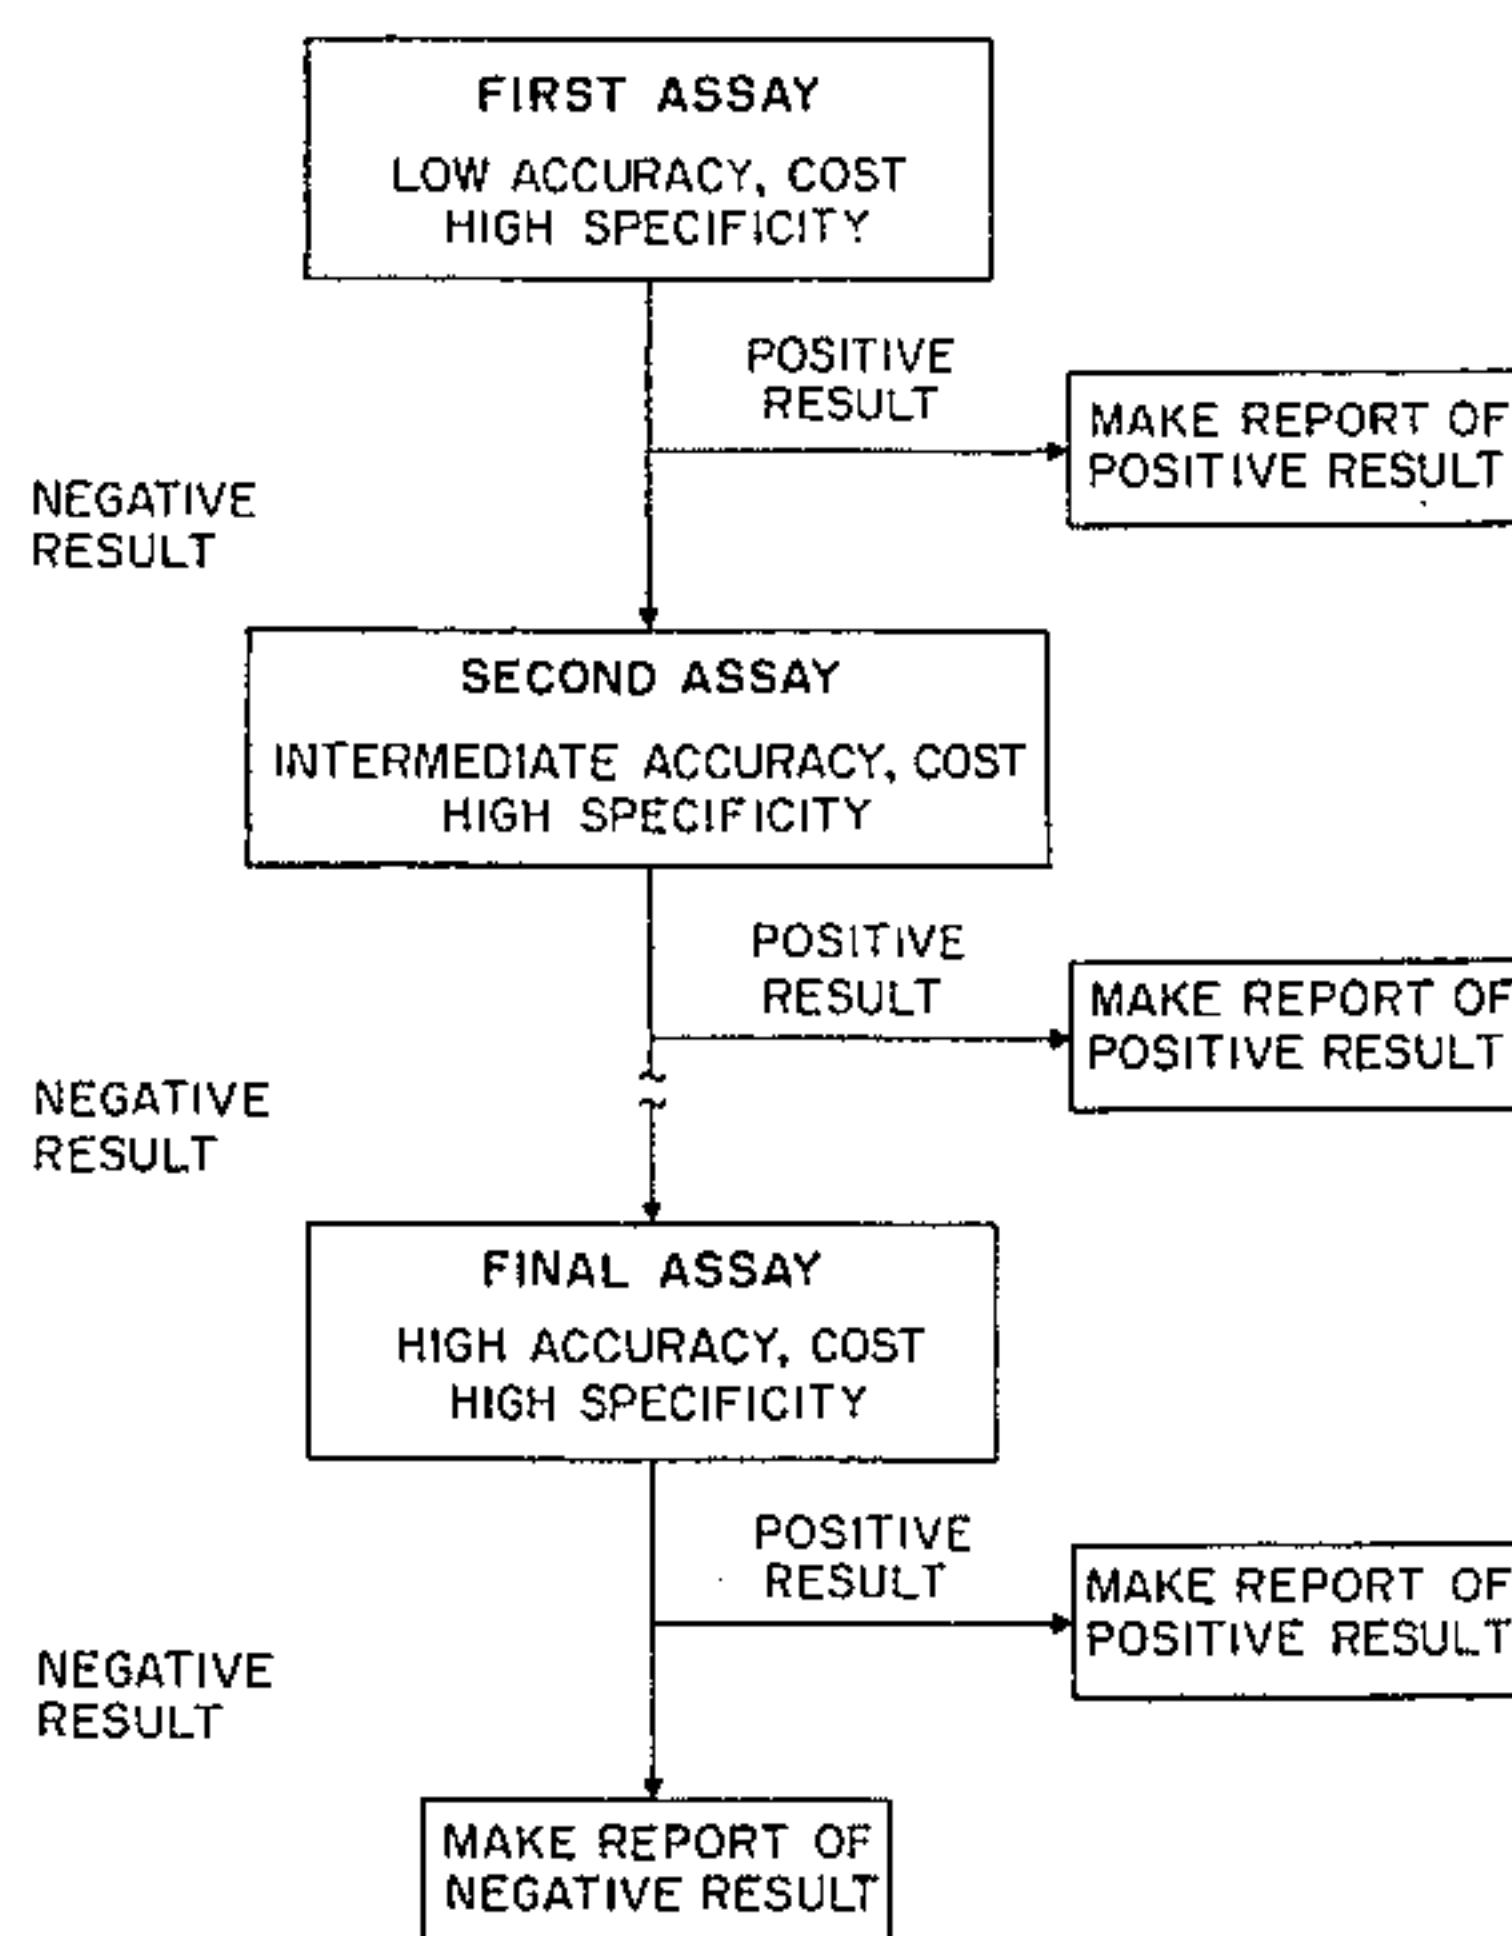 FIRST ASSAY
LOW ACCURACY, COST
HIGH SPECIFICITY
POSITIVE
RESULT
MAKE REPORT OF
POSITIVE RESULT
NEGATIVE
RESULT
SECOND ASSAY
INTERMEDIATE ACCURACY, COST
HIGH SPECIFICITY
POSITIVE
RESULT
MAKE REPORT OF
POSITIVE RESULT
NEGATIVE
RESULT
FINAL ASSAY
HIGH ACCURACY, COST
HIGH SPECIFICITY
POSITIVE
RESULT
MAKE REPORT OF
POSITIVE RESULT
NEGATIVE
RESULT
MAKE REPORT OF
NEGATIVE RESULT